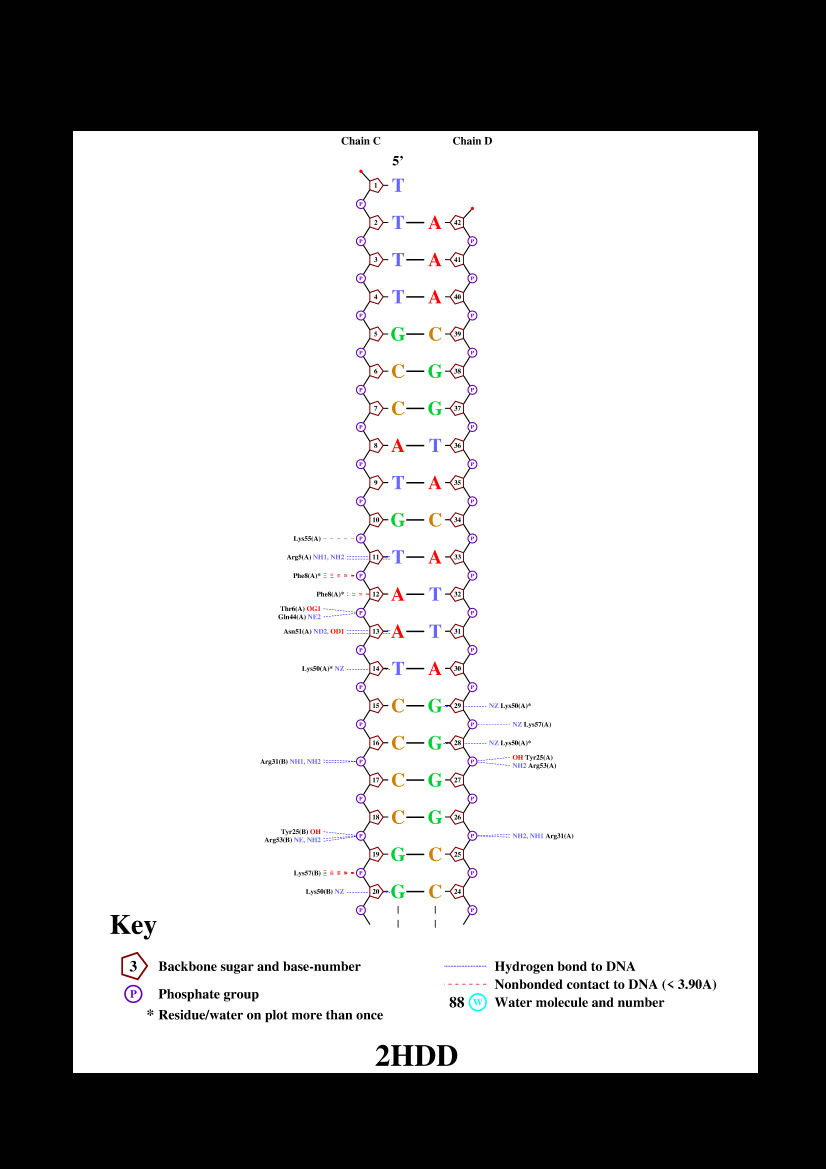 Chain C Chain D
5’
1 T
P
2 T A 42
P P
3 T A 41
P P
4 T A 40
P P
5 G C 39
P P
6 C G 38
P P
7 C G 37
P P
8 A T 36
P P
9 T A 35
P P
10 G C 34
Lys55(A) P P
Arg5(A) NH1, NH2 11 T A 33
Phe8(A)* P P
Phe8(A)* 12 A T 32
Thr6(A) OG1 P P
Gln44(A) NE2
Asn51(A) ND2, OD1 13 A T 31
P P
Lys50(A)* NZ 14 T A 30
P P
15 C G 29 NZ Lys50(A)*
P P NZ Lys57(A)
16 C G 28 NZ Lys50(A)*
Arg31(B) NH1, NH2 P P OH Tyr25(A)
NH2 Arg53(A)
17 C G 27
P P
18 C G 26
Tyr25(B) OH
Arg53(B) NE, NH2 P P NH2, NH1 Arg31(A)
19 G C 25
Lys57(B) P P
Lys50(B) NZ 20 G C 24
P P
Key
3 Backbone sugar and base-number
P Phosphate group
* Residue/water on plot more than once
Hydrogen bond to DNA
Nonbonded contact to DNA (< 3.90A)
88 W Water molecule and number
2HDD